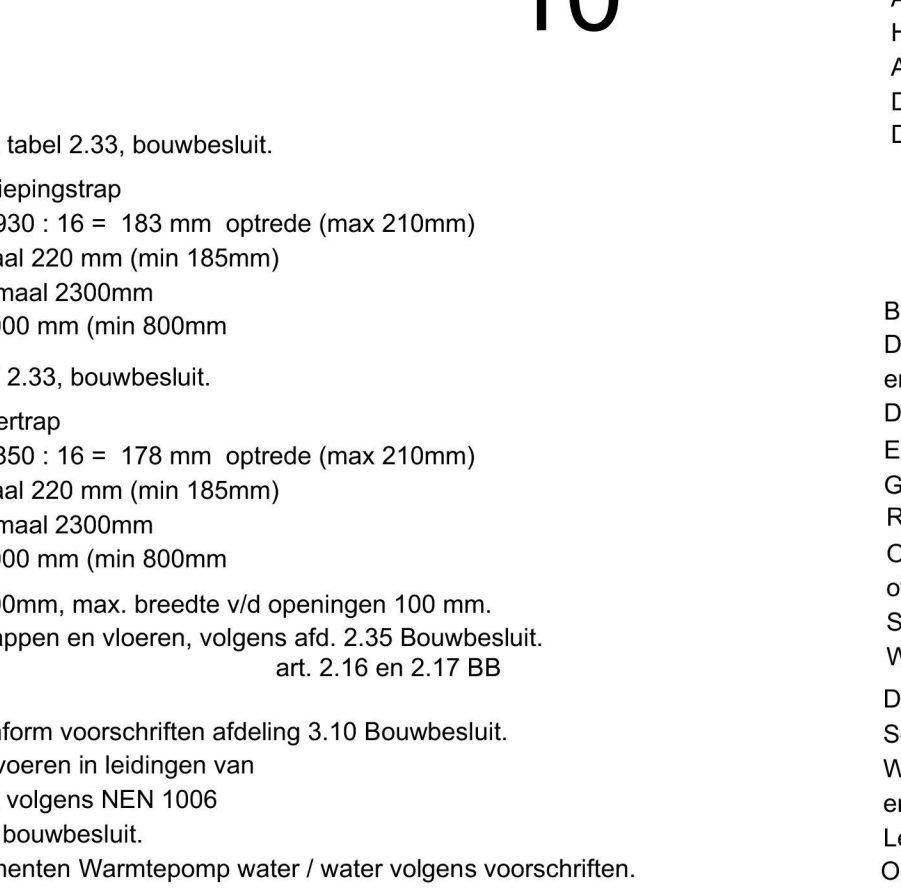 10
tabel 2.33, bouwbesluit.
iepingstrap
930 : 16 = 183 mm optrede (max 210mm)
aal 220 mm (min 185mm)
maal 2300mm
00 mm (min 800mm
2.33, bouwbesluit.
ertrap
850 : 16 = 178 mm optrede (max 210mm)
aal 220 mm (min 185mm)
maal 2300mm
00 mm (min 800mm
0mm, max. breedte v/d openingen 100 mm.
appen en vloeren, volgens afd. 2.35 Bouwbesluit.
art. 2.16 en 2.17 BB
nform voorschriften afdeling 3.10 Bouwbesluit.
voeren in leidingen van
volgens NEN 1006
bouwbesluit.
menten Warmtepomp water / water volgens voorschriften.
H
A
D
D
B
D
er
D
E
G
R
O
S
W
D
W
er
Le
O